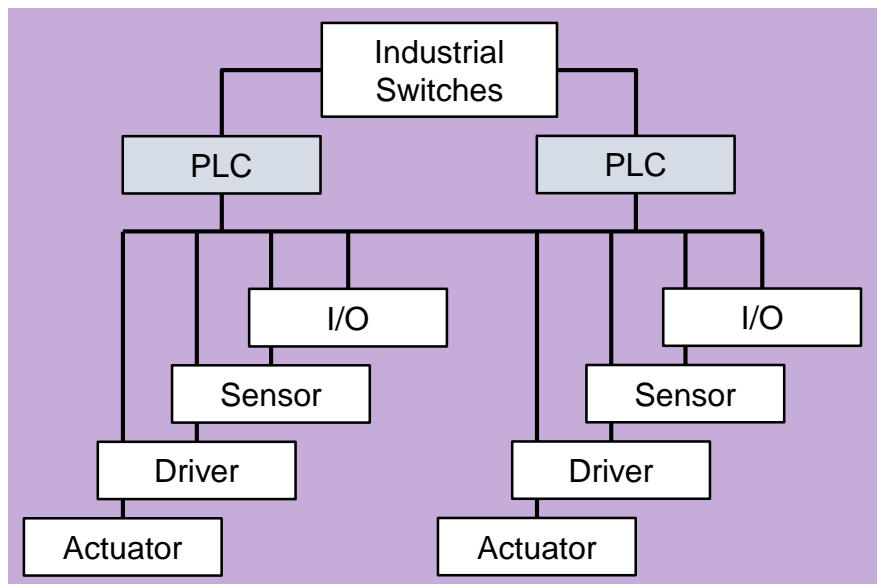 Industrial
Switches
PLC
PLC
I/O
I/O
Sensor
Sensor
Driver
Driver
Actuator
Actuator